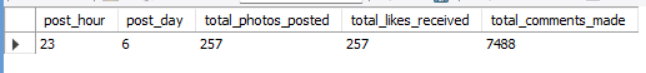 post_hour post_day total_photos_posted total_likes_received total_comments_made
23 6 257 257 7488